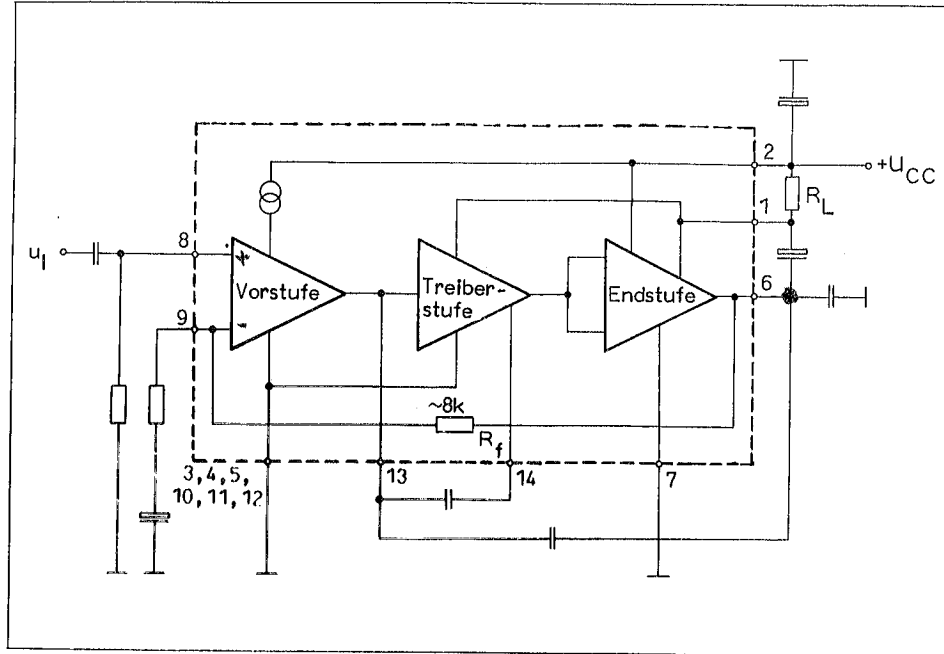 2
+U_CC
R_L
1
8
u_I
+
Vorstufe
Treiber-
stufe
Endstufe
6
9
-
~8k
R_f
3, 4, 5,
10, 11, 12
13
14
7